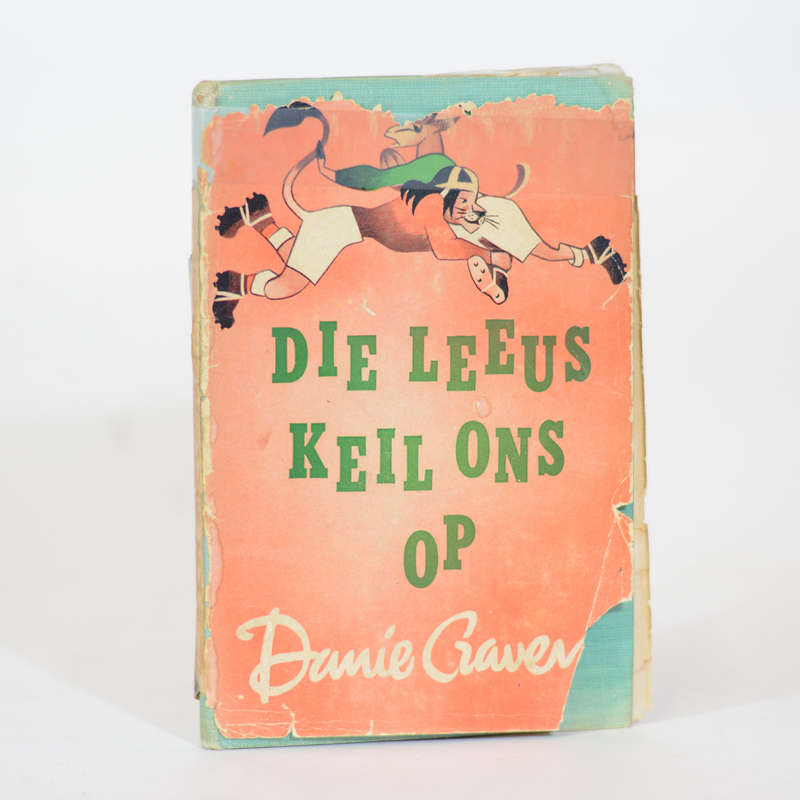 DIE LEEUS
KEIL ONS
OP
Danie Craven